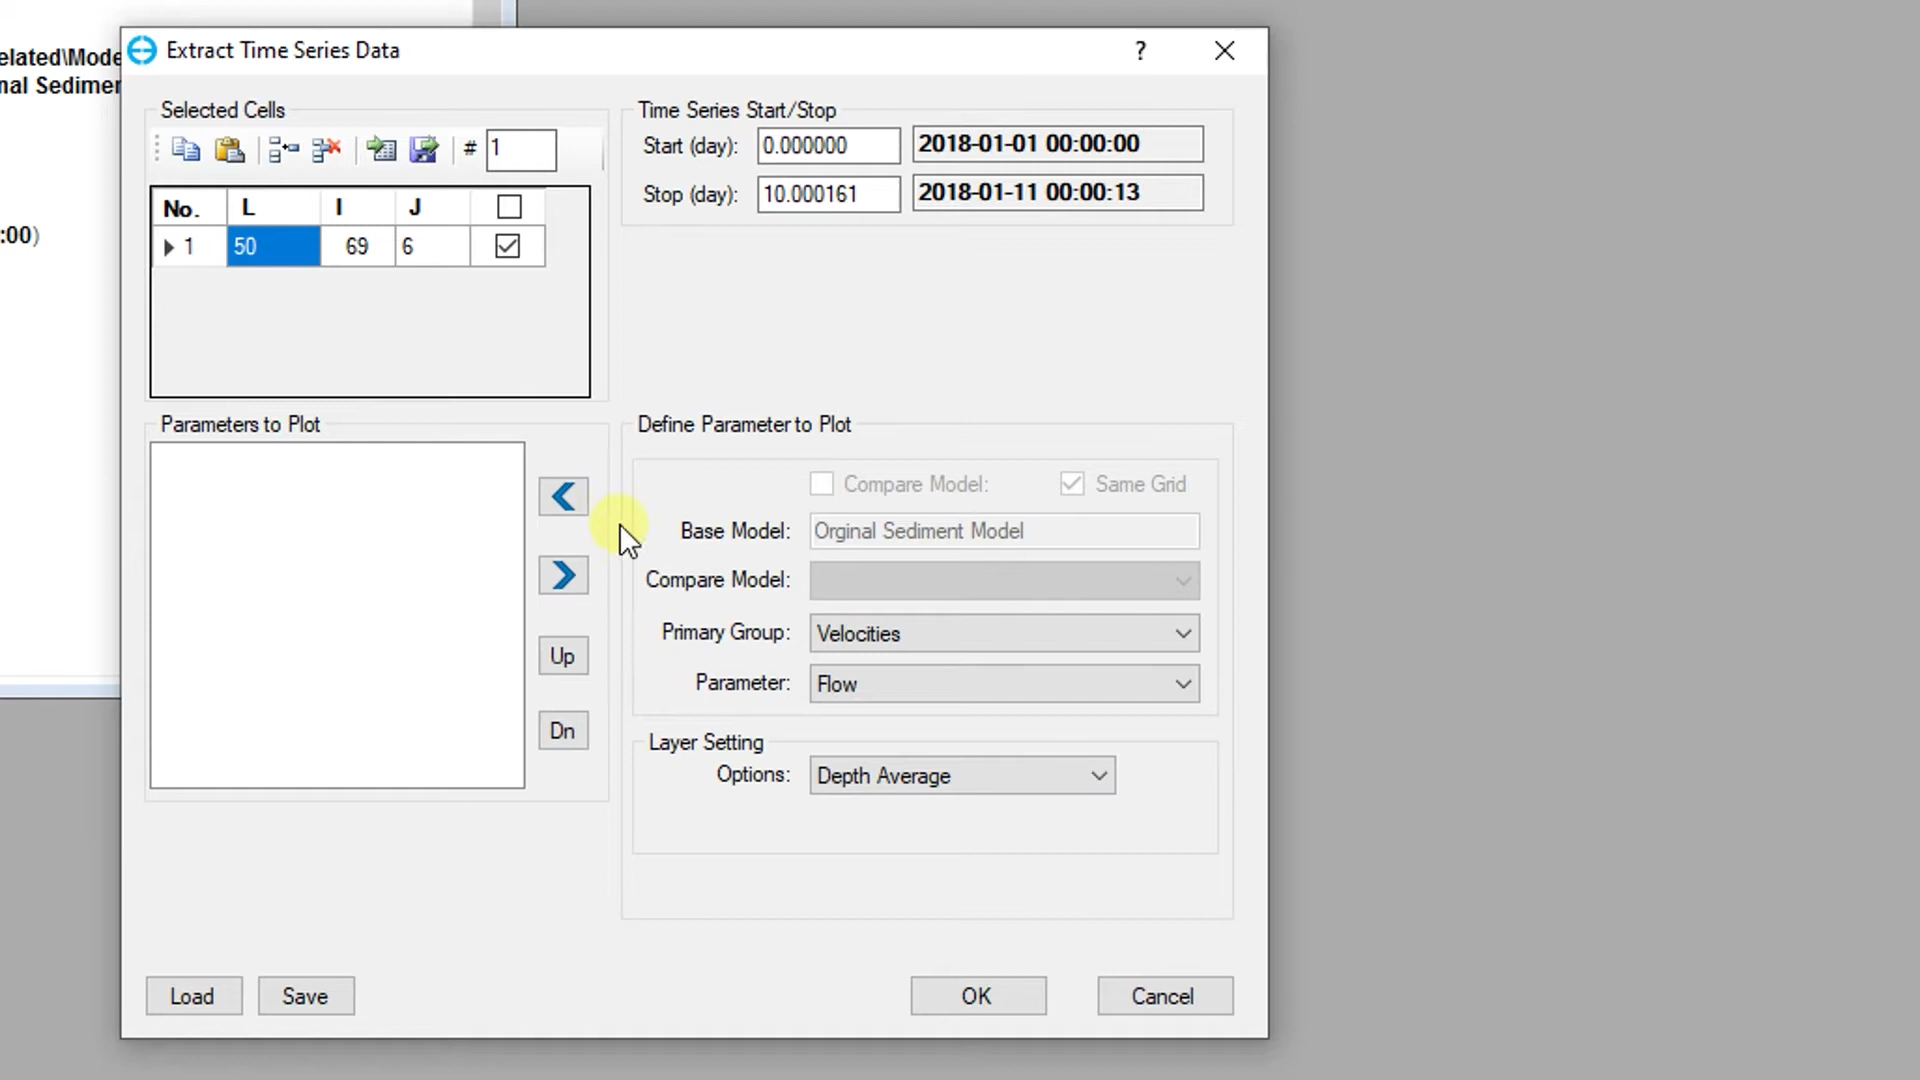 elated\Mode
nal Sedimen
:00)
Extract Time Series Data
?
Selected Cells
# 1
No. L I J
1 50 69 6
Time Series Start/Stop
Start (day): 0.000000 2018-01-01 00:00:00
Stop (day): 10.000161 2018-01-11 00:00:13
Parameters to Plot
Up
Dn
Define Parameter to Plot
Compare Model: Same Grid
Base Model: Orginal Sediment Model
Compare Model:
Primary Group: Velocities
Parameter: Flow
Layer Setting
Options: Depth Average
Load Save OK Cancel